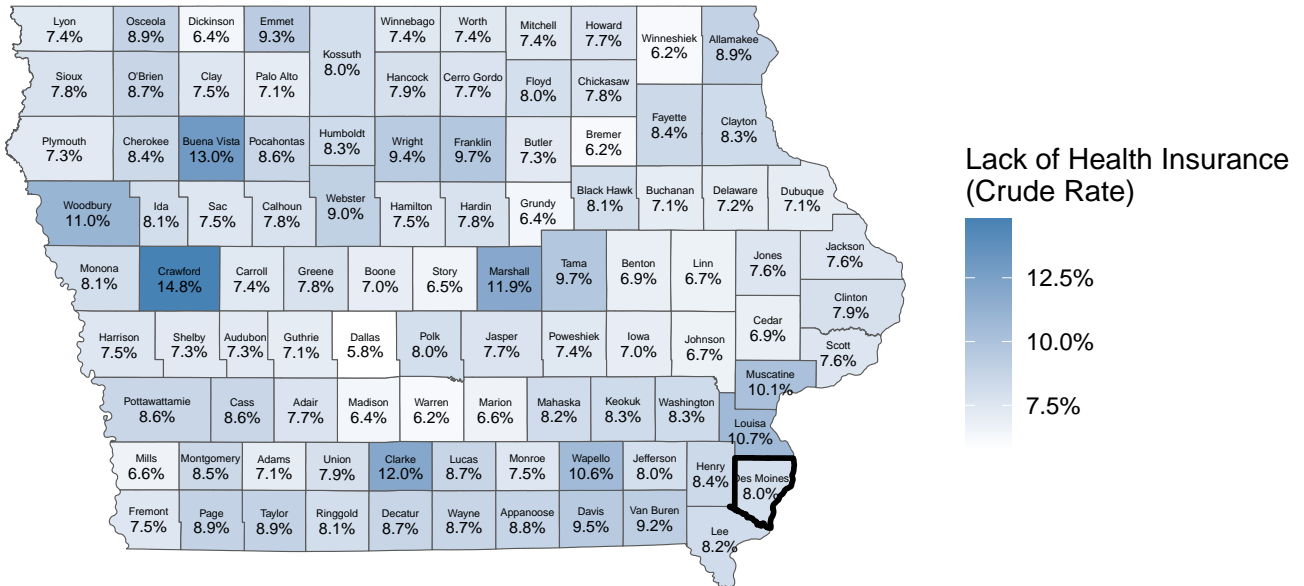 Lyon
7.4%
Osceola
8.9%
Dickinson
6.4%
Emmet
9.3%
Kossuth
8.0%
Winnebago
7.4%
Worth
7.4%
Mitchell
7.4%
Howard
7.7%
Winneshiek
6.2%
Allamakee
8.9%
Sioux
7.8%
O'Brien
8.7%
Clay
7.5%
Palo Alto
7.1%
Hancock
7.9%
Cerro Gordo
7.7%
Floyd
8.0%
Chickasaw
7.8%
Fayette
8.4%
Clayton
8.3%
Plymouth
7.3%
Cherokee
8.4%
Buena Vista
13.0%
Pocahontas
8.6%
Humboldt
8.3%
Wright
9.4%
Franklin
9.7%
Butler
7.3%
Bremer
6.2%
Woodbury
11.0%
Ida
8.1%
Sac
7.5%
Calhoun
7.8%
Webster
9.0%
Hamilton
7.5%
Hardin
7.8%
Grundy
6.4%
Black Hawk
8.1%
Buchanan
7.1%
Delaware
7.2%
Dubuque
7.1%
Monona
8.1%
Crawford
14.8%
Carroll
7.4%
Greene
7.8%
Boone
7.0%
Story
6.5%
Marshall
11.9%
Tama
9.7%
Benton
6.9%
Linn
6.7%
Jones
7.6%
Jackson
7.6%
Clinton
7.9%
Harrison
7.5%
Shelby
7.3%
Audubon
7.3%
Guthrie
7.1%
Dallas
5.8%
Polk
8.0%
Jasper
7.7%
Poweshiek
7.4%
Iowa
7.0%
Johnson
6.7%
Cedar
6.9%
Scott
7.6%
Muscatine
10.1%
Pottawattamie
8.6%
Cass
8.6%
Adair
7.7%
Madison
6.4%
Warren
6.2%
Marion
6.6%
Mahaska
8.2%
Keokuk
8.3%
Washington
8.3%
Louisa
10.7%
Mills
6.6%
Montgomery
8.5%
Adams
7.1%
Union
7.9%
Clarke
12.0%
Lucas
8.7%
Monroe
7.5%
Wapello
10.6%
Jefferson
8.0%
Henry
8.4%
Des Moines
8.0%
Fremont
7.5%
Page
8.9%
Taylor
8.9%
Ringgold
8.1%
Decatur
8.7%
Wayne
8.7%
Appanoose
8.8%
Davis
9.5%
Van Buren
9.2%
Lee
8.2%
Lack of Health Insurance
(Crude Rate)
12.5%
10.0%
7.5%